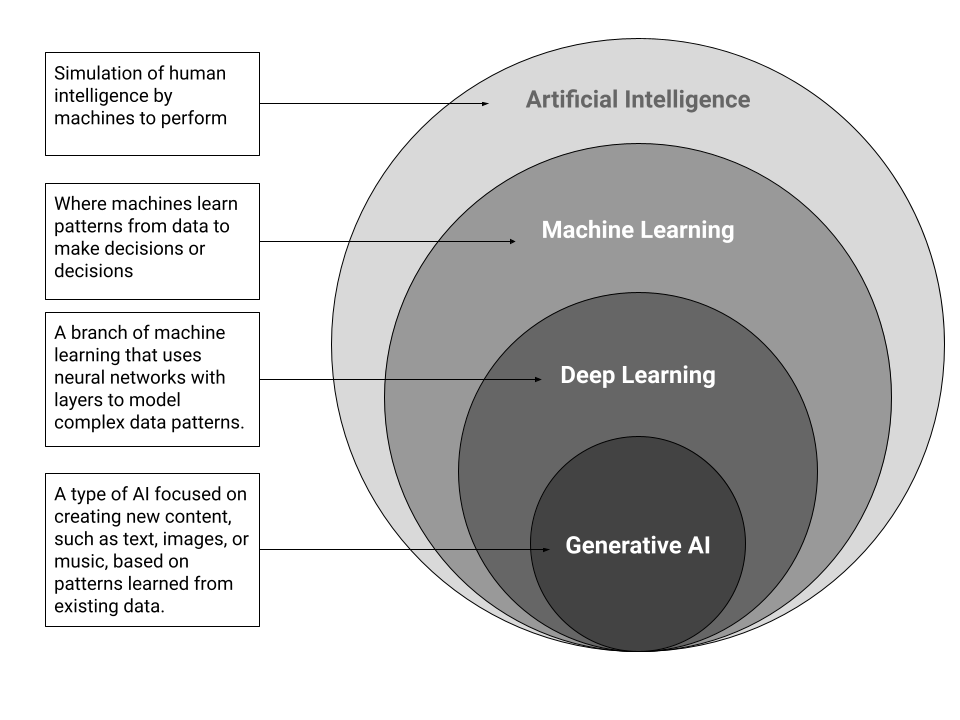 Simulation of human
intelligence by
machines to perform
Artificial Intelligence
Where machines learn
patterns from data to
make decisions or
decisions
Machine Learning
A branch of machine
learning that uses
neural networks with
layers to model
complex data patterns.
Deep Learning
A type of AI focused on
creating new content,
such as text, images, or
music, based on
patterns learned from
existing data.
Generative AI